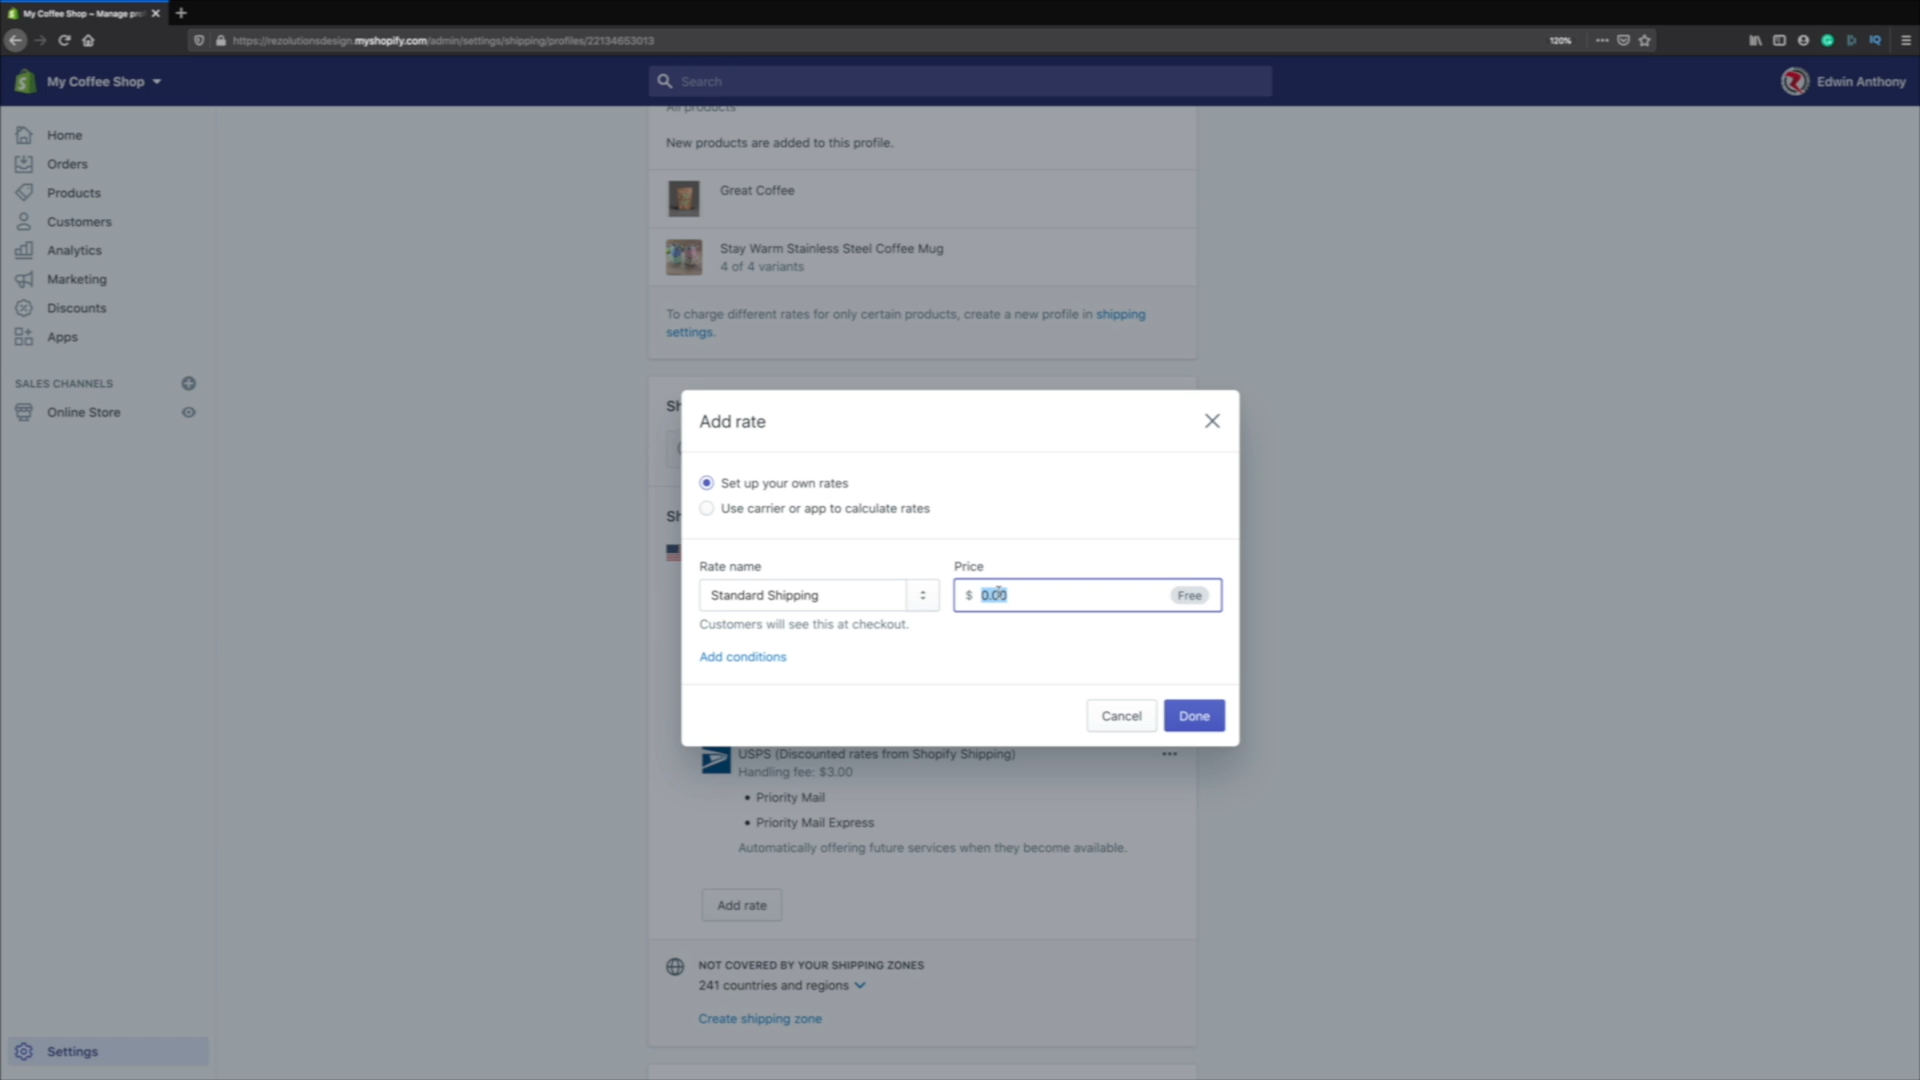 My Coffee Shop ~ Manage pro
https://rezolutionsdesign.myshopify.com/admin/settings/shipping/profiles/22134653013
120%
My Coffee Shop
Search
Edwin Anthony
Home
Orders
Products
Customers
Analytics
Marketing
Discounts
Apps
SALES CHANNELS
Online Store
Settings
All products
New products are added to this profile.
Great Coffee
Stay Warm Stainless Steel Coffee Mug
4 of 4 variants
To charge different rates for only certain products, create a new profile in shipping
settings.
Sh
Sh
Add rate
Set up your own rates
Use carrier or app to calculate rates
Rate name
Price
Standard Shipping
$ 0.00
Free
Customers will see this at checkout.
Add conditions
Cancel
Done
USPS (Discounted rates from Shopify Shipping)
Handling fee: $3.00
• Priority Mail
• Priority Mail Express
Automatically offering future services when they become available.
Add rate
NOT COVERED BY YOUR SHIPPING ZONES
241 countries and regions
Create shipping zone